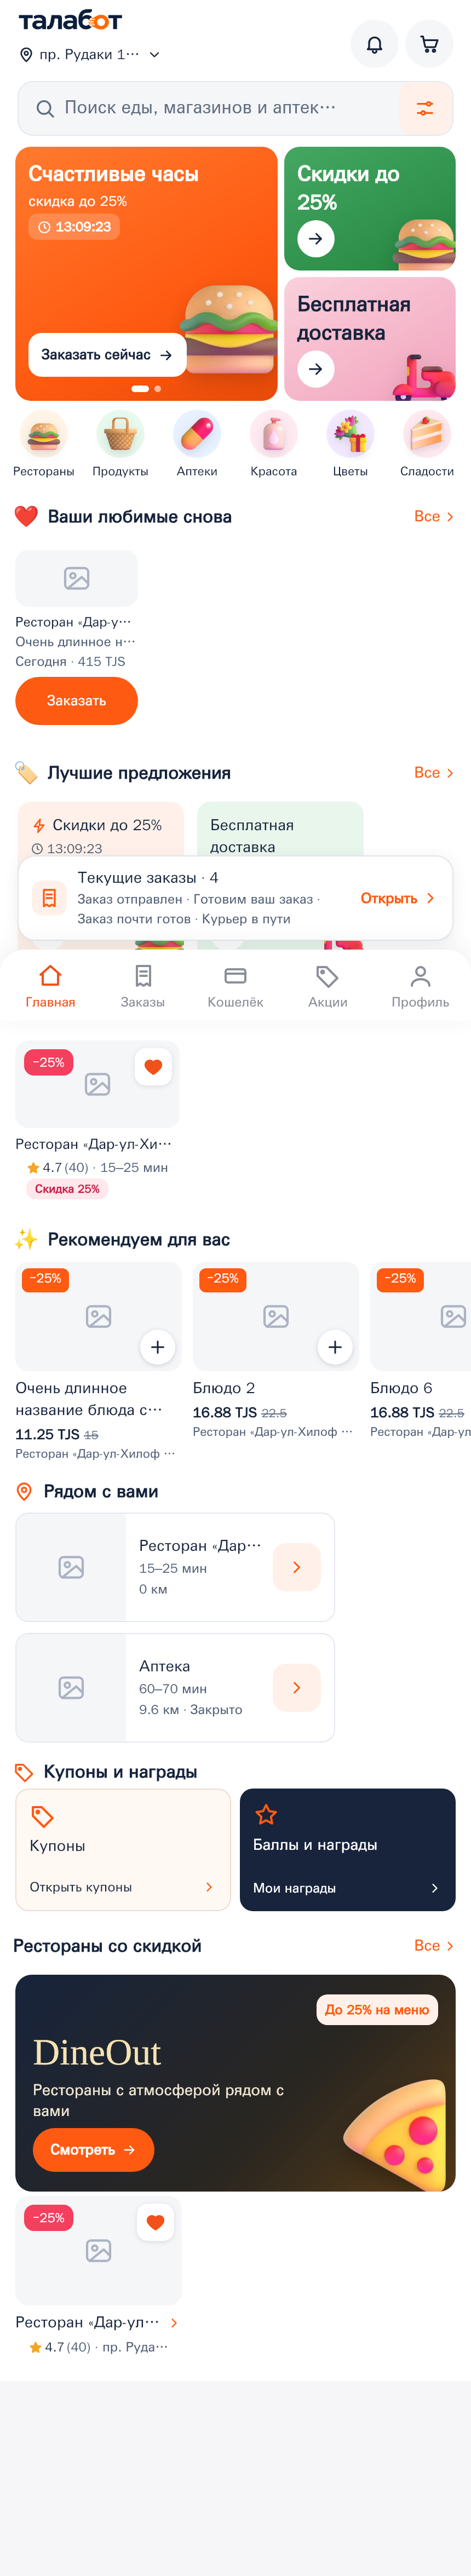 талабот
пр. Рудаки 1···
Поиск еды, магазинов и аптек···
Счастливые часы
скидка до 25%
13:09:23
Заказать сейчас
Скидки до
25%
Бесплатная
доставка
Рестораны
Продукты
Аптеки
Красота
Цветы
Сладости
Ваши любимые снова
Все
Ресторан «Дар-у···
Очень длинное н···
Сегодня · 415 TJS
Заказать
Лучшие предложения
Все
Скидки до 25%
13:09:23
Бесплатная
доставка
Текущие заказы · 4
Заказ отправлен · Готовим ваш заказ ·
Заказ почти готов · Курьер в пути
Открыть
Главная
Заказы
Кошелёк
Акции
Профиль
-25%
Ресторан «Дар-ул-Хи···
4.7 (40) · 15–25 мин
Скидка 25%
Рекомендуем для вас
-25%
Очень длинное
название блюда с···
11.25 TJS 15
Ресторан «Дар-ул-Хилоф ···
-25%
Блюдо 2
16.88 TJS 22.5
Ресторан «Дар-ул-Хилоф ···
-25%
Блюдо 6
16.88 TJS 22.5
Ресторан «Дар-ул
Рядом с вами
Ресторан «Дар···
15–25 мин
0 км
Аптека
60–70 мин
9.6 км · Закрыто
Купоны и награды
Купоны
Открыть купоны
Баллы и награды
Мои награды
Рестораны со скидкой
Все
До 25% на меню
DineOut
Рестораны с атмосферой рядом с
вами
Смотреть
-25%
Ресторан «Дар-ул···
4.7 (40) · пр. Руда···